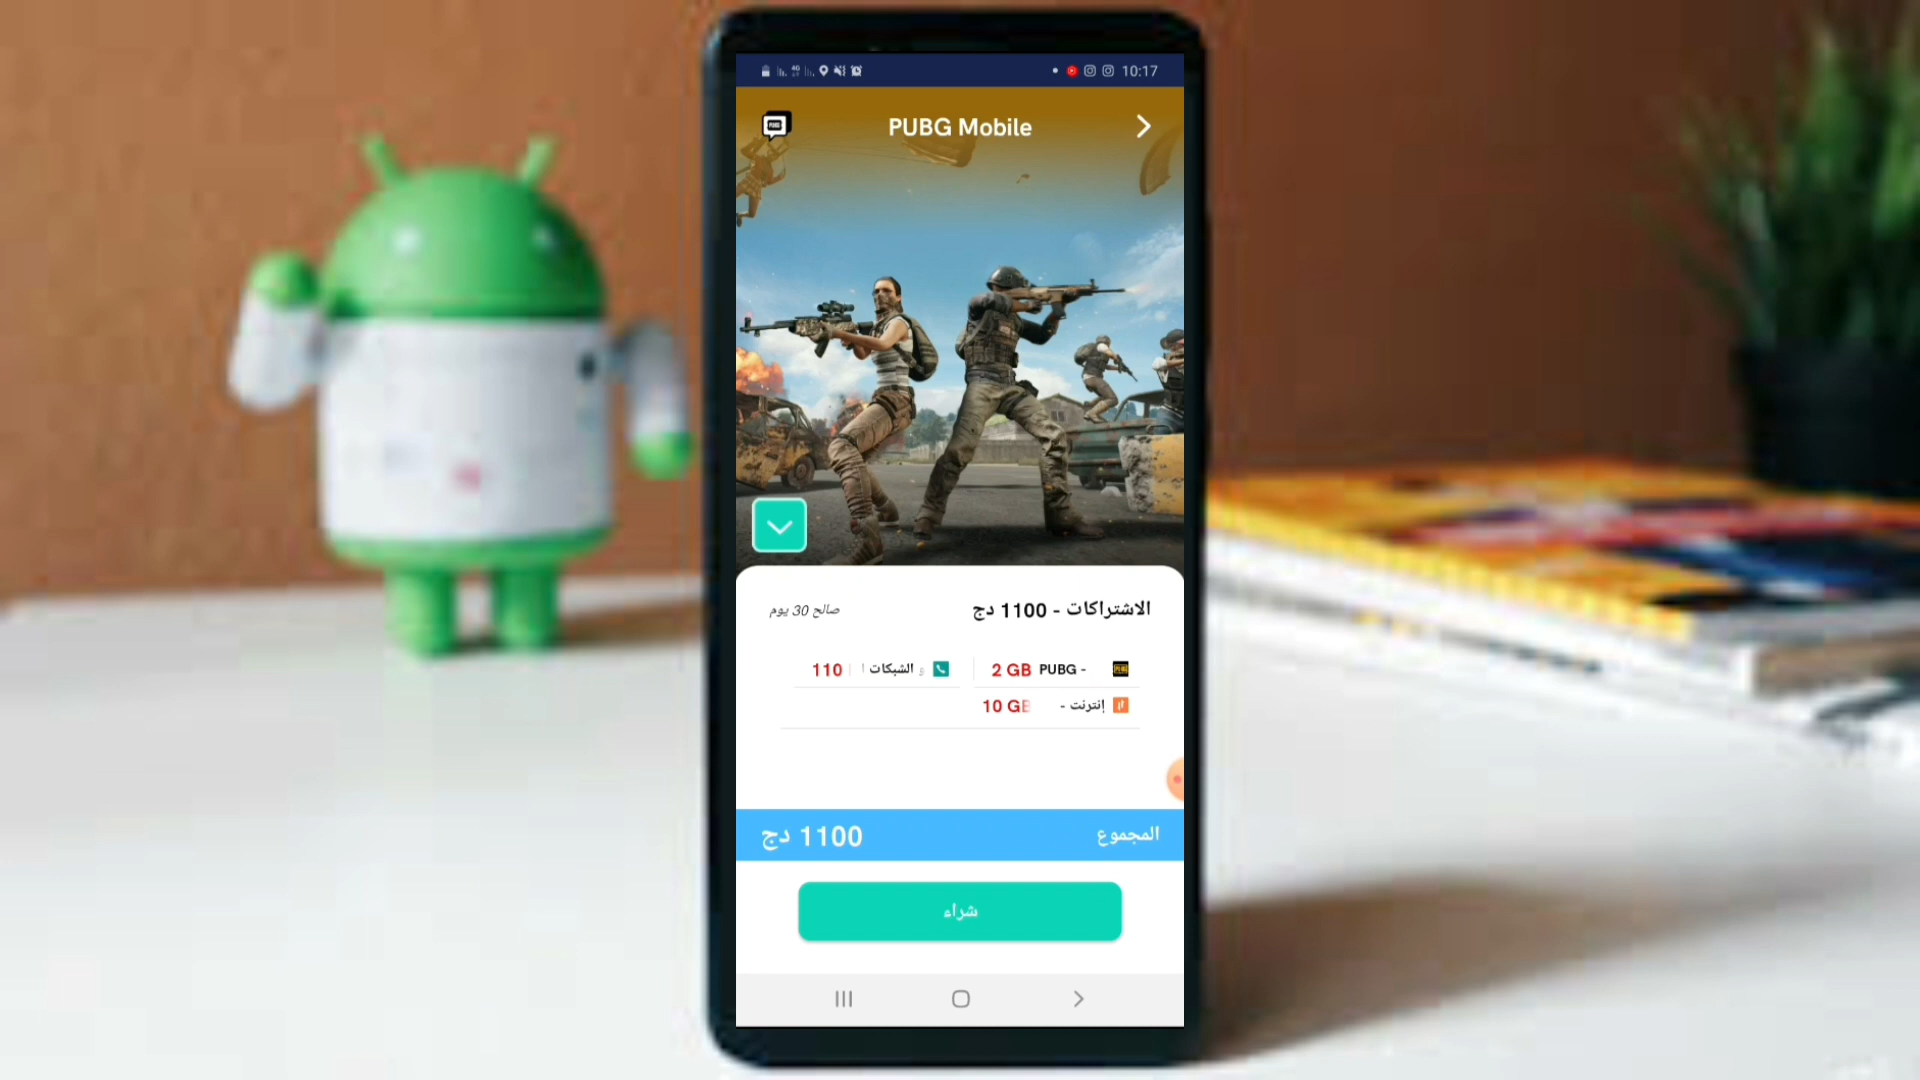 10:17
PUBG Mobile
الاشتراكات - 1100 دج
صالح 30 يوم
PUBG - 2 GB
الشبكات 110
إنترنت - 10 GB
المجموع
1100 دج
شراء